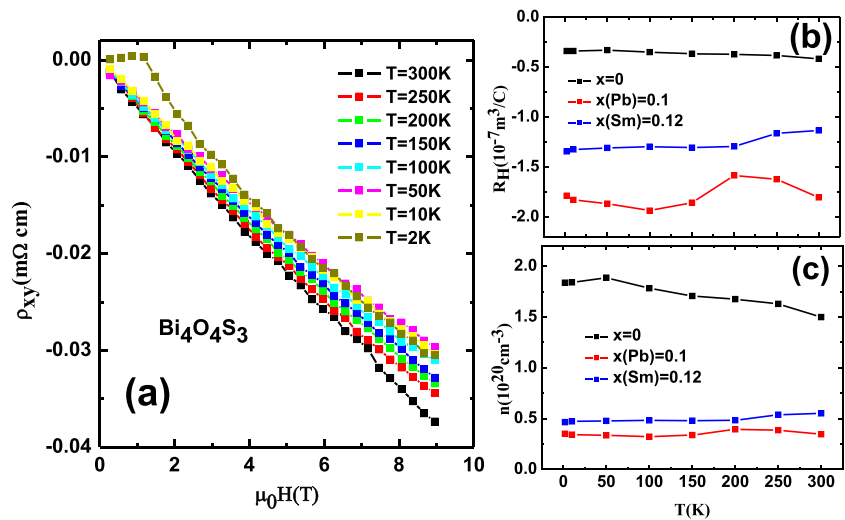 0.00
-0.01
-0.02
-0.03
-0.04
ρxy(mΩ cm)
T=300K
T=250K
T=200K
T=150K
T=100K
T=50K
T=10K
T=2K
Bi4O4S3
(a)
0 2 4 6 8 10
μ0H(T)
(b)
0.0
-0.5
-1.0
-1.5
-2.0
RH(10-7m3/C)
x=0
x(Pb)=0.1
x(Sm)=0.12
(c)
2.0
1.5
1.0
0.5
0.0
n(1020cm-3)
x=0
x(Pb)=0.1
x(Sm)=0.12
0 50 100 150 200 250 300
T(K)